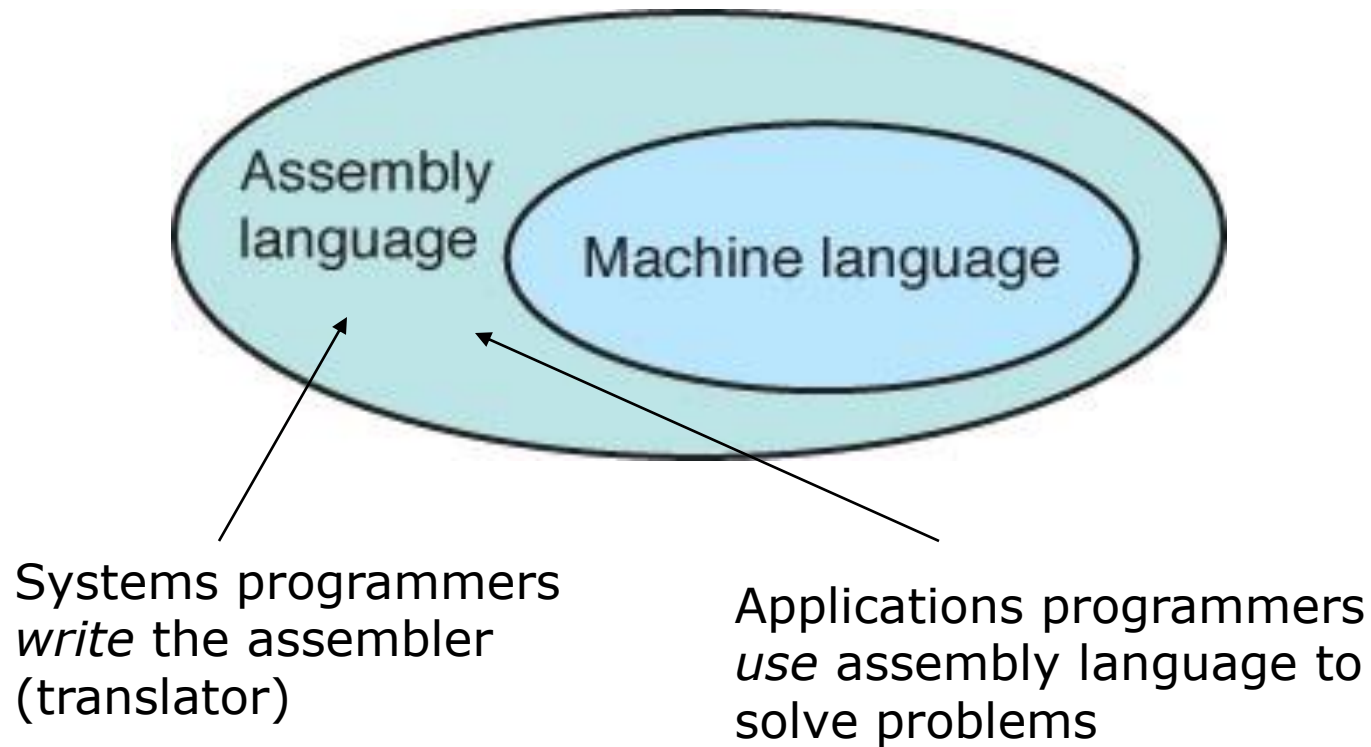 Assembly
language
Machine language
Systems programmers
write the assembler
(translator)
Applications programmers
use assembly language to
solve problems